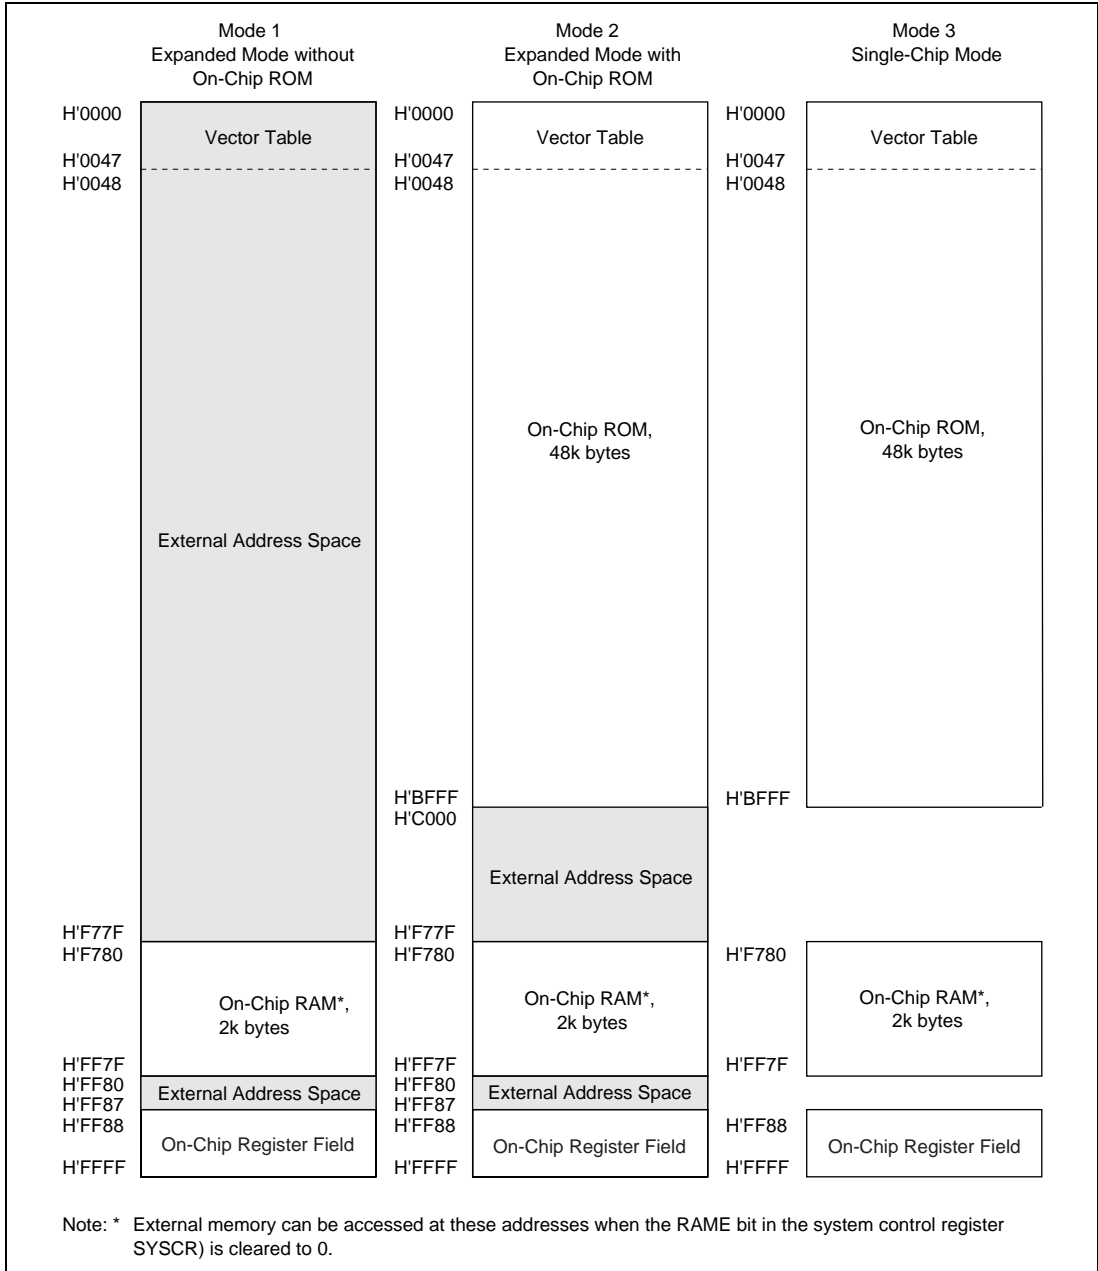 Mode 1
Expanded Mode without
On-Chip ROM
Mode 2
Expanded Mode with
On-Chip ROM
Mode 3
Single-Chip Mode
H'0000
Vector Table
H'0047
H'0048
External Address Space
H'F77F
H'F780
On-Chip RAM*,
2k bytes
H'FF7F
H'FF80
External Address Space
H'FF87
H'FF88
On-Chip Register Field
H'FFFF
H'0000
Vector Table
H'0047
H'0048
On-Chip ROM,
48k bytes
H'BFFF
H'C000
External Address Space
H'F77F
H'F780
On-Chip RAM*,
2k bytes
H'FF7F
H'FF80
External Address Space
H'FF87
H'FF88
On-Chip Register Field
H'FFFF
H'0000
Vector Table
H'0047
H'0048
On-Chip ROM,
48k bytes
H'BFFF
H'F780
On-Chip RAM*,
2k bytes
H'FF7F
H'FF88
On-Chip Register Field
H'FFFF
Note: * External memory can be accessed at these addresses when the RAME bit in the system control register
SYSCR) is cleared to 0.